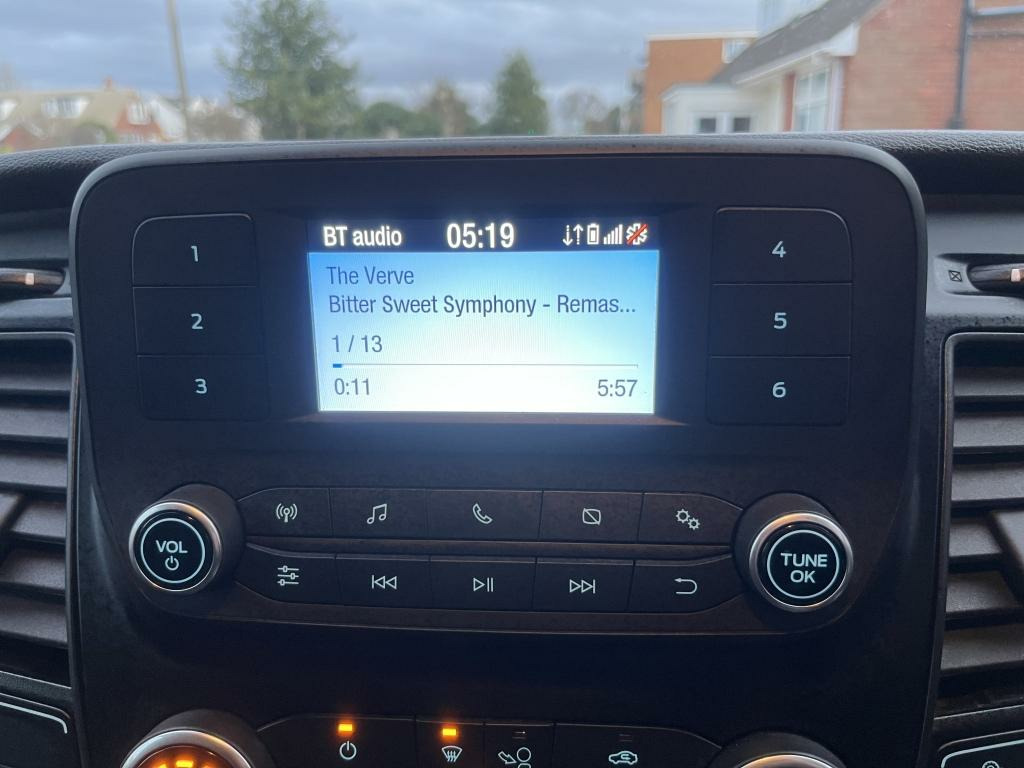 BT audio 05:19
The Verve
Bitter Sweet Symphony - Remas...
1 / 13
0:11 5:57
1
2
3
4
5
6
VOL
TUNE
OK